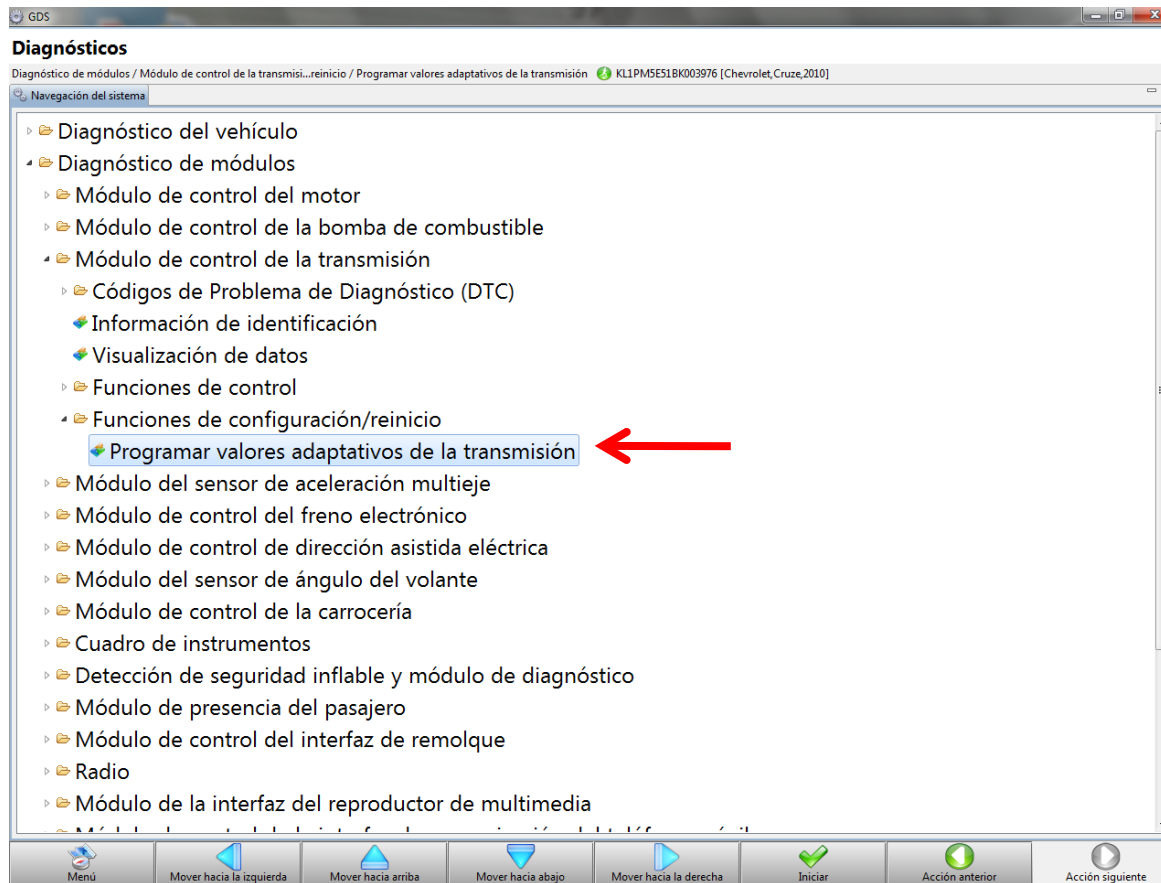 GDS
Diagnósticos
Diagnóstico de módulos / Módulo de control de la transmisi...reinicio / Programar valores adaptativos de la transmisión KL1PM5E51BK003976 [Chevrolet,Cruze,2010]
Navegación del sistema
Diagnóstico del vehículo
Diagnóstico de módulos
Módulo de control del motor
Módulo de control de la bomba de combustible
Módulo de control de la transmisión
Códigos de Problema de Diagnóstico (DTC)
Información de identificación
Visualización de datos
Funciones de control
Funciones de configuración/reinicio
Programar valores adaptativos de la transmisión
Módulo del sensor de aceleración multieje
Módulo de control del freno electrónico
Módulo de control de dirección asistida eléctrica
Módulo del sensor de ángulo del volante
Módulo de control de la carrocería
Cuadro de instrumentos
Detección de seguridad inflable y módulo de diagnóstico
Módulo de presencia del pasajero
Módulo de control del interfaz de remolque
Radio
Módulo de la interfaz del reproductor de multimedia
Menú Mover hacia la izquierda Mover hacia arriba Mover hacia abajo Mover hacia la derecha Iniciar Acción anterior Acción siguiente